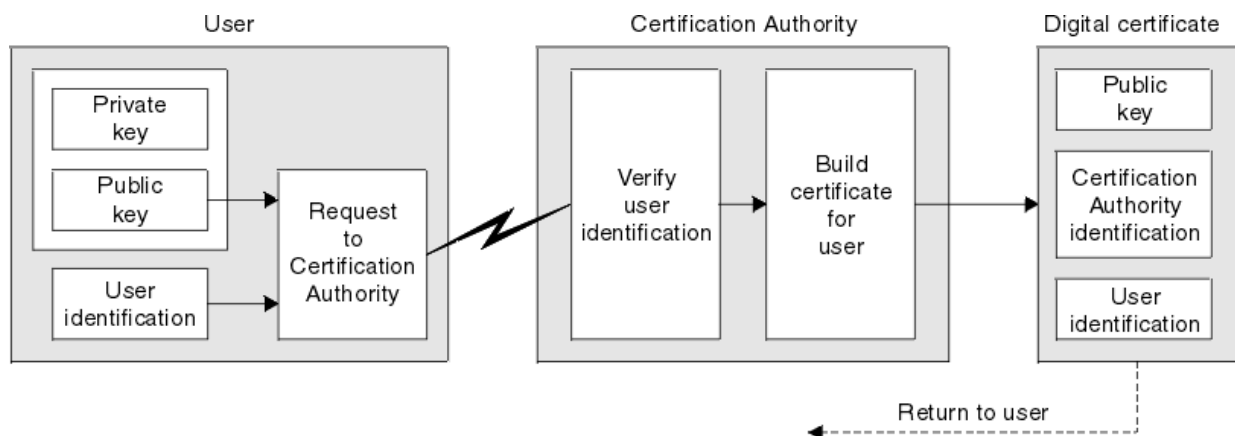 User
Certification Authority
Digital certificate
Private
key
Public
key
User
identification
Request
to
Certification
Authority
Verify
user
identification
Build
certificate
for
user
Public
key
Certification
Authority
identification
User
identification
Return to user